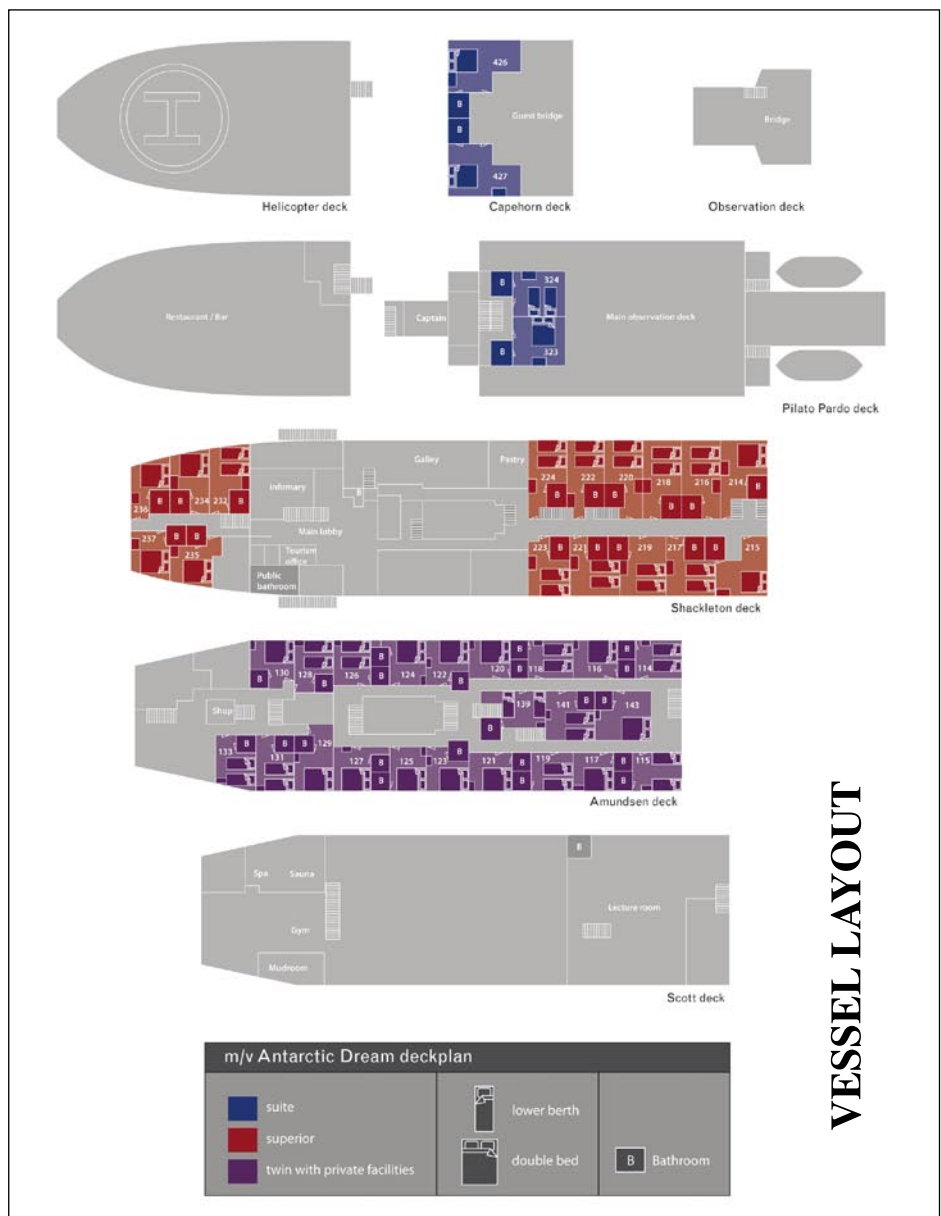 426
B
B
Guest bridge
427
Bridge
Helicopter deck
Capehorn deck
Observation deck
Restaurant / Bar
Captain
B
324
Main observation deck
B
323
Pilato Pardo deck
236
B
B
234
232
B
Infirmary
B
Galley
Pastry
224
B
222
B
B
220
218
B
B
216
214
B
Main lobby
237
B
B
235
Tourism
office
Public
bathroom
223
B
221
B
B
219
217
B
B
215
Shackleton deck
B
130
128
B
126
B
B
124
122
B
120
B
B
118
116
B
B
114
Shop
139
B
141
B
B
143
133
B
131
B
B
129
127
B
B
125
123
B
121
B
B
119
117
B
B
115
Amundsen deck
Spa
Sauna
Gym
Mudroom
B
Lecture room
Scott deck
m/v Antarctic Dream deckplan
suite
superior
twin with private facilities
lower berth
double bed
B Bathroom
VESSEL LAYOUT